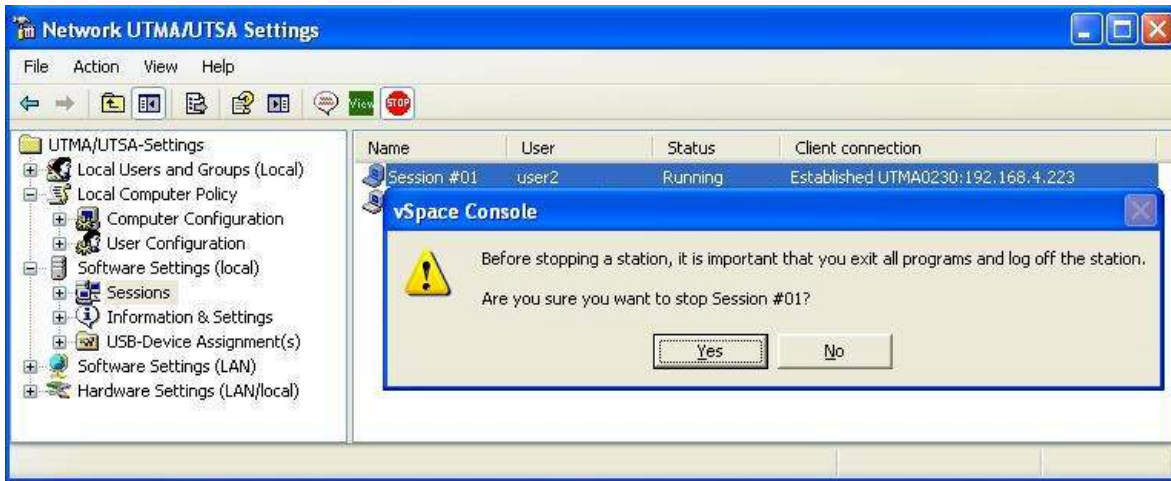 Network UTMA/UTSA Settings
File Action View Help
View STOP
UTMA/UTSA-Settings
Local Users and Groups (Local)
Local Computer Policy
Computer Configuration
User Configuration
Software Settings (local)
Sessions
Information & Settings
USB-Device Assignment(s)
Software Settings (LAN)
Hardware Settings (LAN/local)
Name User Status Client connection
Session #01 user2 Running Established UTMA0230:192.168.4.223
vSpace Console
Before stopping a station, it is important that you exit all programs and log off the station.
Are you sure you want to stop Session #01?
Yes No